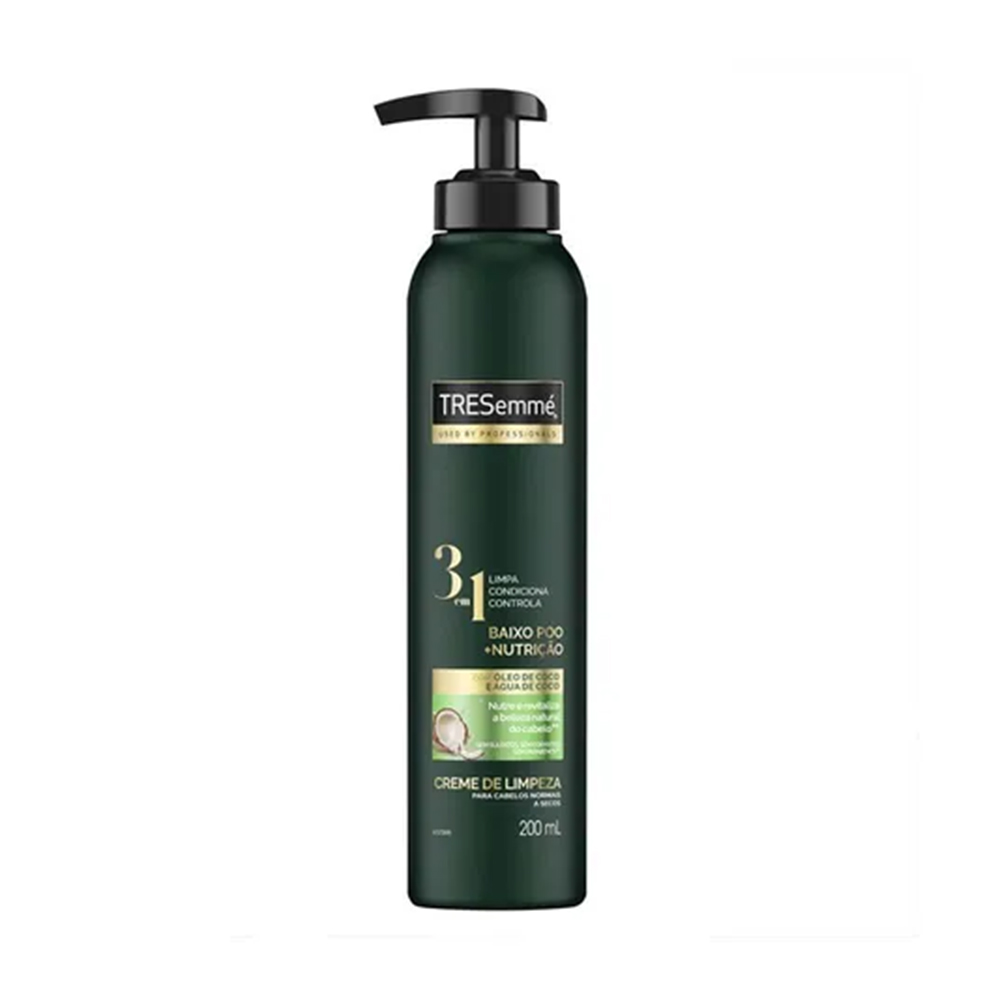 TRESemmé
USED BY PROFESSIONALS
3 em 1
LIMPA
CONDICIONA
CONTROLA
BAIXO POO
+NUTRIÇÃO
COM ÓLEO DE COCO
E ÁGUA DE COCO
Nutre e revitaliza
a beleza natural
do cabelo**
CREME DE LIMPEZA
PARA CABELOS NORMAIS
A SECOS
200 mL